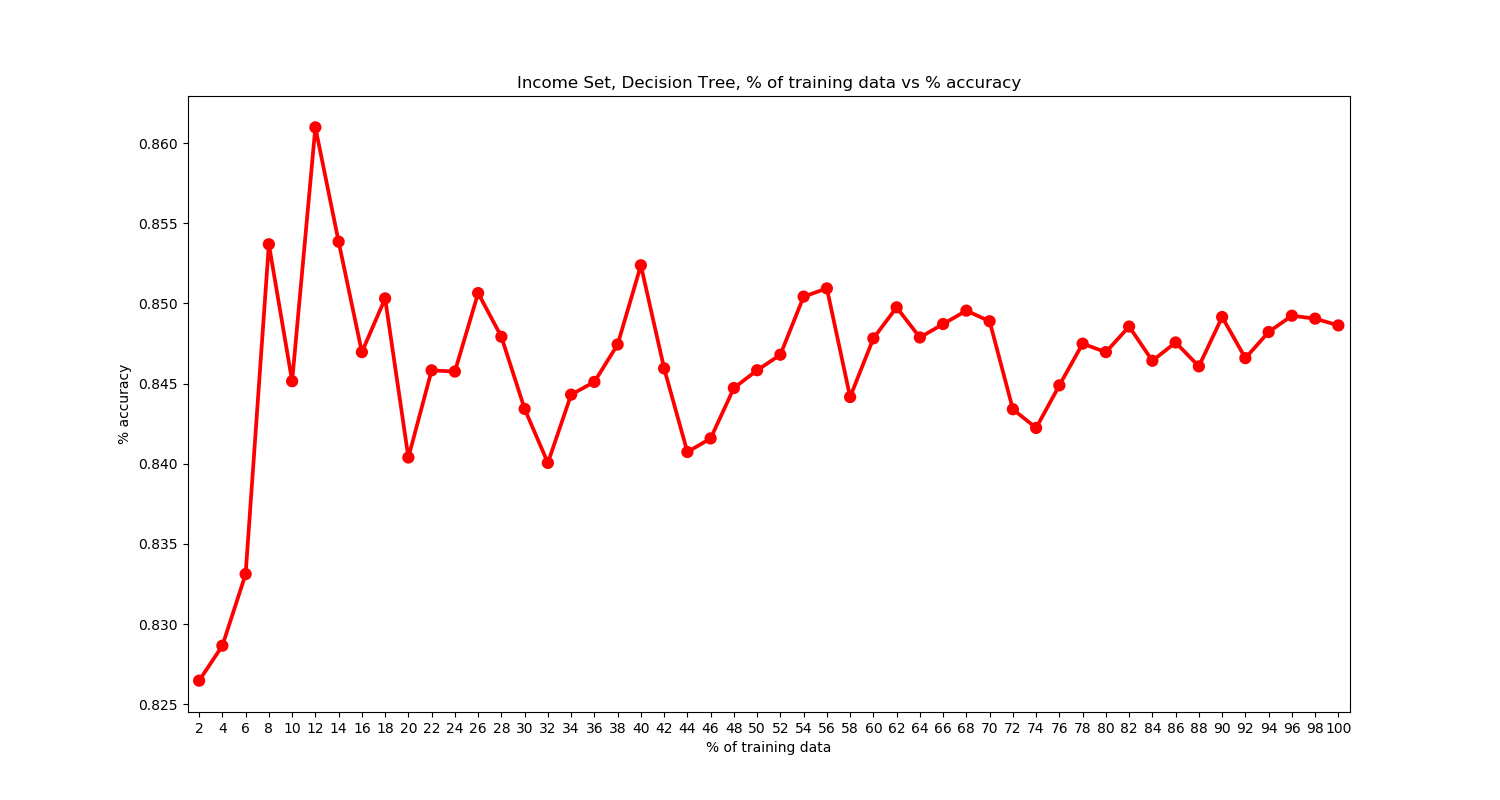 Income Set, Decision Tree, % of training data vs % accuracy
0.860
0.855
0.850
0.845
0.840
0.835
0.830
0.825
% accuracy
2 4 6 8 10 12 14 16 18 20 22 24 26 28 30 32 34 36 38 40 42 44 46 48 50 52 54 56 58 60 62 64 66 68 70 72 74 76 78 80 82 84 86 88 90 92 94 96 98 100
% of training data